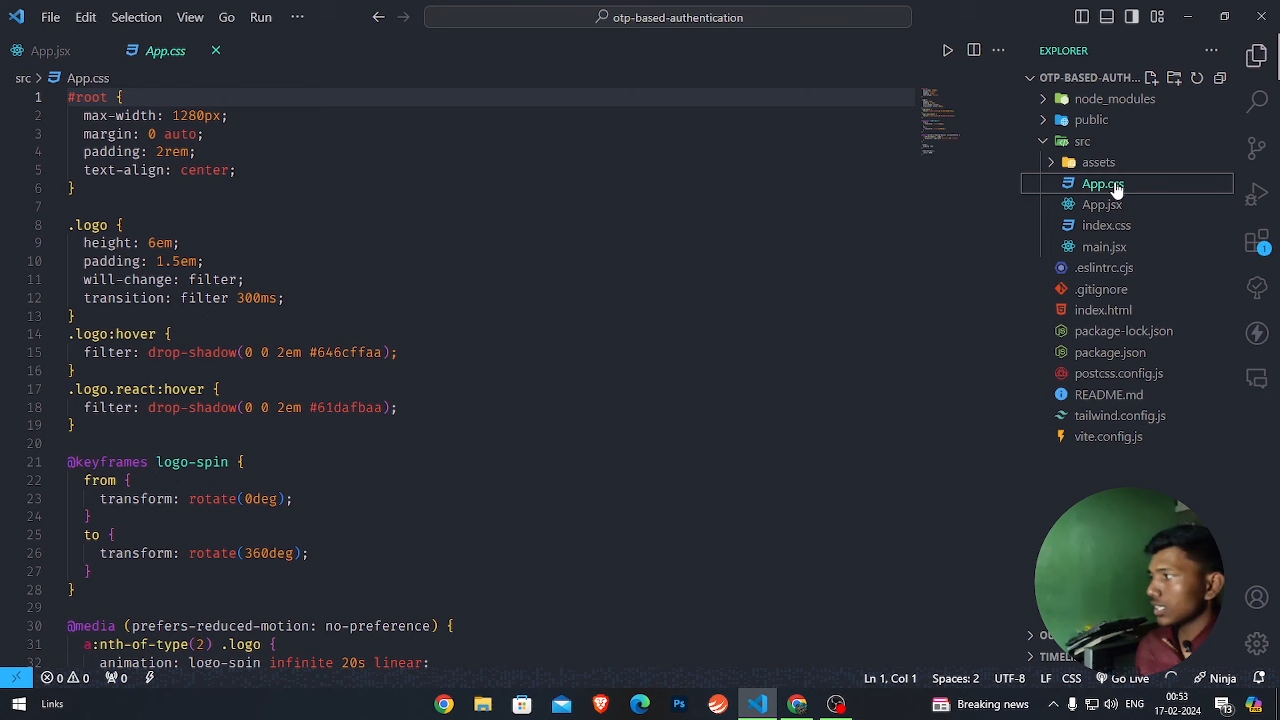 File Edit Selection View Go Run
otp-based-authentication
App.jsx
App.css
EXPLORER
src > App.css
OTP-BASED-AUTH...
1 #root {
2 max-width: 1280px;
3 margin: 0 auto;
4 padding: 2rem;
5 text-align: center;
6 }
7
8 .logo {
9 height: 6em;
10 padding: 1.5em;
11 will-change: filter;
12 transition: filter 300ms;
13 }
14 .logo:hover {
15 filter: drop-shadow(0 0 2em #646cffaa);
16 }
17 .logo.react:hover {
18 filter: drop-shadow(0 0 2em #61dafbaa);
19 }
20
21 @keyframes logo-spin {
22 from {
23 transform: rotate(0deg);
24 }
25 to {
26 transform: rotate(360deg);
27 }
28 }
29
30 @media (prefers-reduced-motion: no-preference) {
31 a:nth-of-type(2) .logo {
32 animation: logo-spin infinite 20s linear;
node_modules
public
src
assets
App.css
App.jsx
index.css
main.jsx
.eslintrc.cjs
.gitignore
index.html
package-lock.json
package.json
postcss.config.js
README.md
tailwind.config.js
vite.config.js
1
TIMEL
0 0 0
Ln 1, Col 1 Spaces: 2 UTF-8 LF CSS Go Live Ninja
Links
Breaking news
00:53
17-02-2024